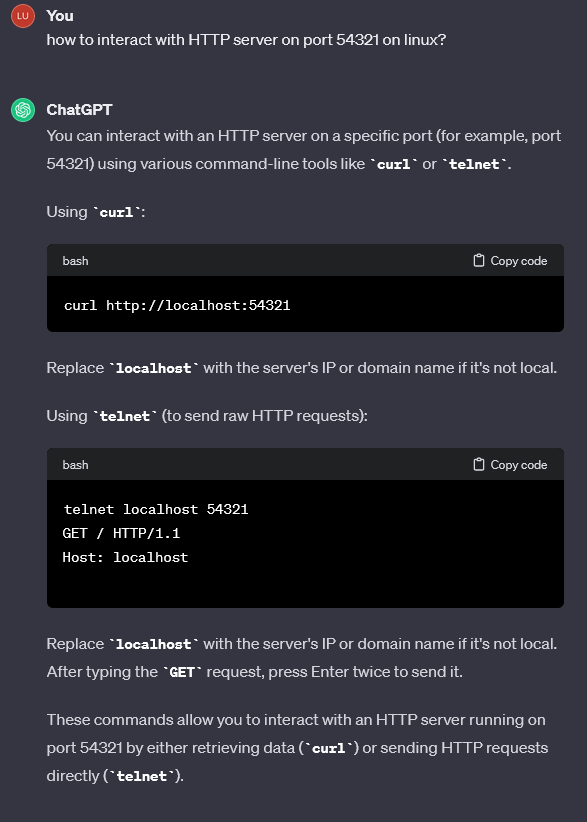 LU
You
how to interact with HTTP server on port 54321 on linux?
ChatGPT
You can interact with an HTTP server on a specific port (for example, port
54321) using various command-line tools like `curl` or `telnet`.
Using `curl`:
bash
Copy code
curl http://localhost:54321
Replace `localhost` with the server's IP or domain name if it's not local.
Using `telnet` (to send raw HTTP requests):
bash
Copy code
telnet localhost 54321
GET / HTTP/1.1
Host: localhost
Replace `localhost` with the server's IP or domain name if it's not local.
After typing the `GET` request, press Enter twice to send it.
These commands allow you to interact with an HTTP server running on
port 54321 by either retrieving data (`curl`) or sending HTTP requests
directly (`telnet`).